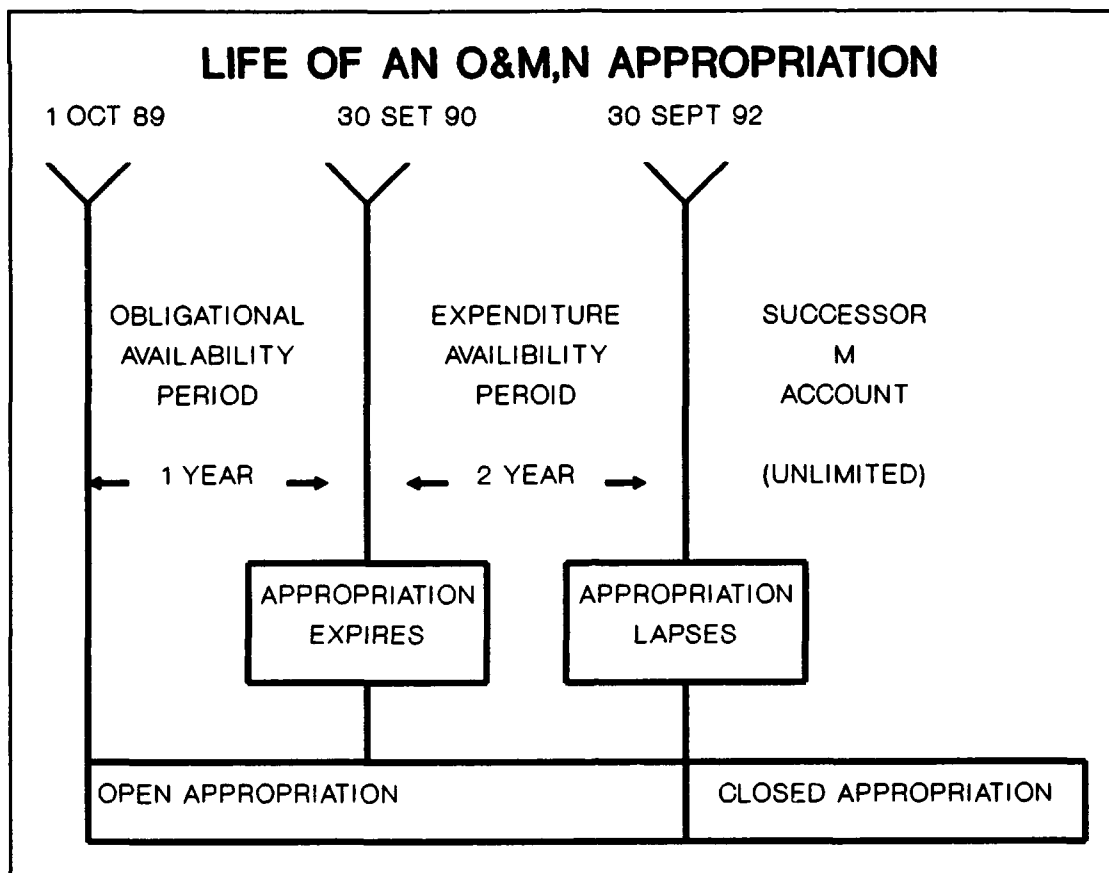 LIFE OF AN O&M,N APPROPRIATION
1 OCT 89
30 SET 90
30 SEPT 92
OBLIGATIONAL
AVAILABILITY
PERIOD
EXPENDITURE
AVAILIBILITY
PEROID
SUCCESSOR
M
ACCOUNT
1 YEAR
2 YEAR
(UNLIMITED)
APPROPRIATION
EXPIRES
APPROPRIATION
LAPSES
OPEN APPROPRIATION
CLOSED APPROPRIATION